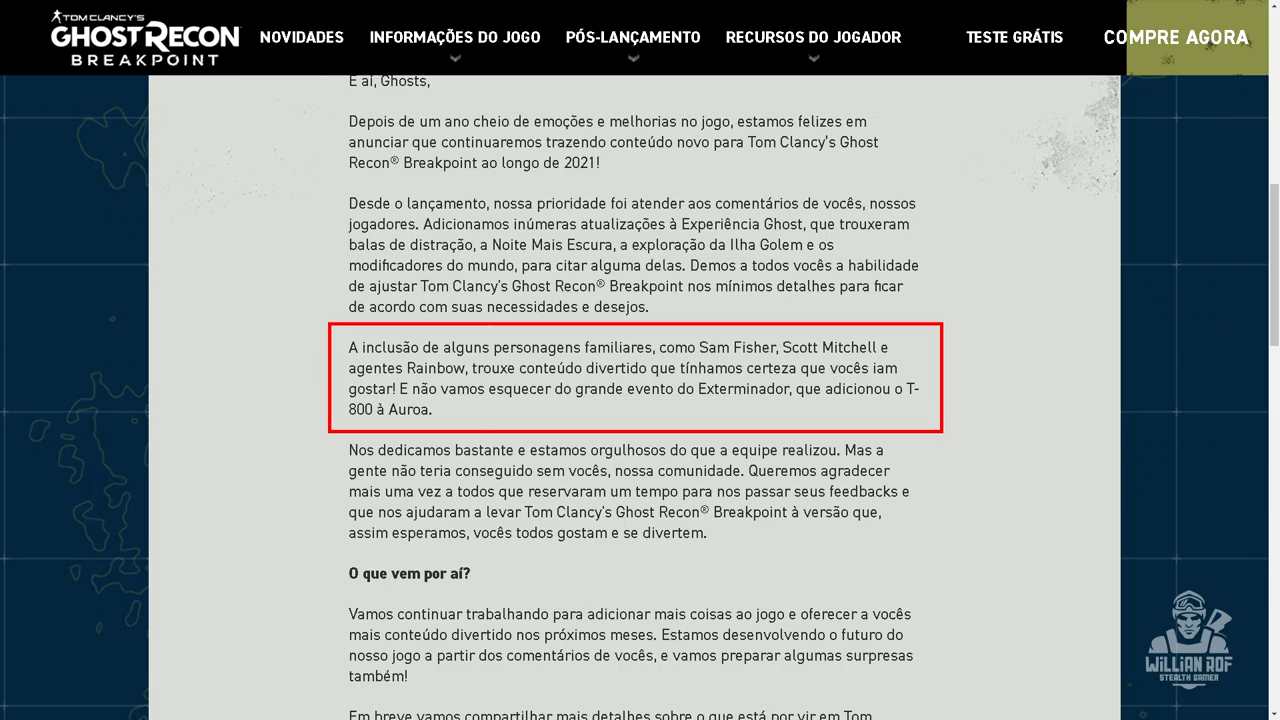 TOM CLANCY'S
GHOST RECON
BREAKPOINT
NOVIDADES
INFORMAÇÕES DO JOGO
PÓS-LANÇAMENTO
RECURSOS DO JOGADOR
TESTE GRÁTIS
COMPRE AGORA
E aí, Ghosts,
Depois de um ano cheio de emoções e melhorias no jogo, estamos felizes em
anunciar que continuaremos trazendo conteúdo novo para Tom Clancy's Ghost
Recon® Breakpoint ao longo de 2021!
Desde o lançamento, nossa prioridade foi atender aos comentários de vocês, nossos
jogadores. Adicionamos inúmeras atualizações à Experiência Ghost, que trouxeram
balas de distração, a Noite Mais Escura, a exploração da Ilha Golem e os
modificadores do mundo, para citar alguma delas. Demos a todos vocês a habilidade
de ajustar Tom Clancy's Ghost Recon® Breakpoint nos mínimos detalhes para ficar
de acordo com suas necessidades e desejos.
A inclusão de alguns personagens familiares, como Sam Fisher, Scott Mitchell e
agentes Rainbow, trouxe conteúdo divertido que tínhamos certeza que vocês iam
gostar! E não vamos esquecer do grande evento do Exterminador, que adicionou o T-
800 à Auroa.
Nos dedicamos bastante e estamos orgulhosos do que a equipe realizou. Mas a
gente não teria conseguido sem vocês, nossa comunidade. Queremos agradecer
mais uma vez a todos que reservaram um tempo para nos passar seus feedbacks e
que nos ajudaram a levar Tom Clancy's Ghost Recon® Breakpoint à versão que,
assim esperamos, vocês todos gostam e se divertem.
O que vem por aí?
Vamos continuar trabalhando para adicionar mais coisas ao jogo e oferecer a vocês
mais conteúdo divertido nos próximos meses. Estamos desenvolvendo o futuro do
nosso jogo a partir dos comentários de vocês, e vamos preparar algumas surpresas
também!
Em breve vamos compartilhar mais detalhes sobre o que está por vir em Tom
WILLIAN ROF
STEALTH GAMER